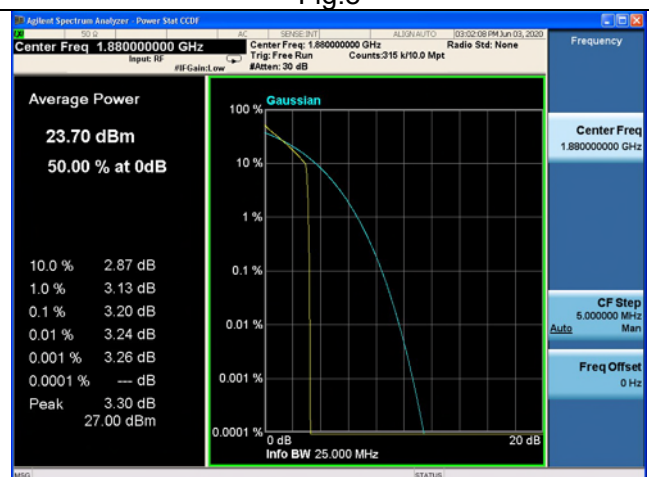 Agilent Spectrum Analyzer - Power Stat CCDF
50 Ω AC SENSE:INT ALIGN AUTO 03:02:08 PM Jun 03, 2020
Center Freq 1.880000000 GHz
Input: RF
#IFGain:Low
Center Freq: 1.880000000 GHz
Trig: Free Run Counts:315 k/10.0 Mpt
#Atten: 30 dB
Radio Std: None
Frequency
Average Power
23.70 dBm
50.00 % at 0dB
10.0 % 2.87 dB
1.0 % 3.13 dB
0.1 % 3.20 dB
0.01 % 3.24 dB
0.001 % 3.26 dB
0.0001 % --- dB
Peak 3.30 dB
27.00 dBm
Gaussian
100 %
10 %
1 %
0.1 %
0.01 %
0.001 %
0.0001 %
0 dB 20 dB
Info BW 25.000 MHz
Center Freq
1.880000000 GHz
CF Step
5.000000 MHz
Auto Man
Freq Offset
0 Hz
MSG STATUS